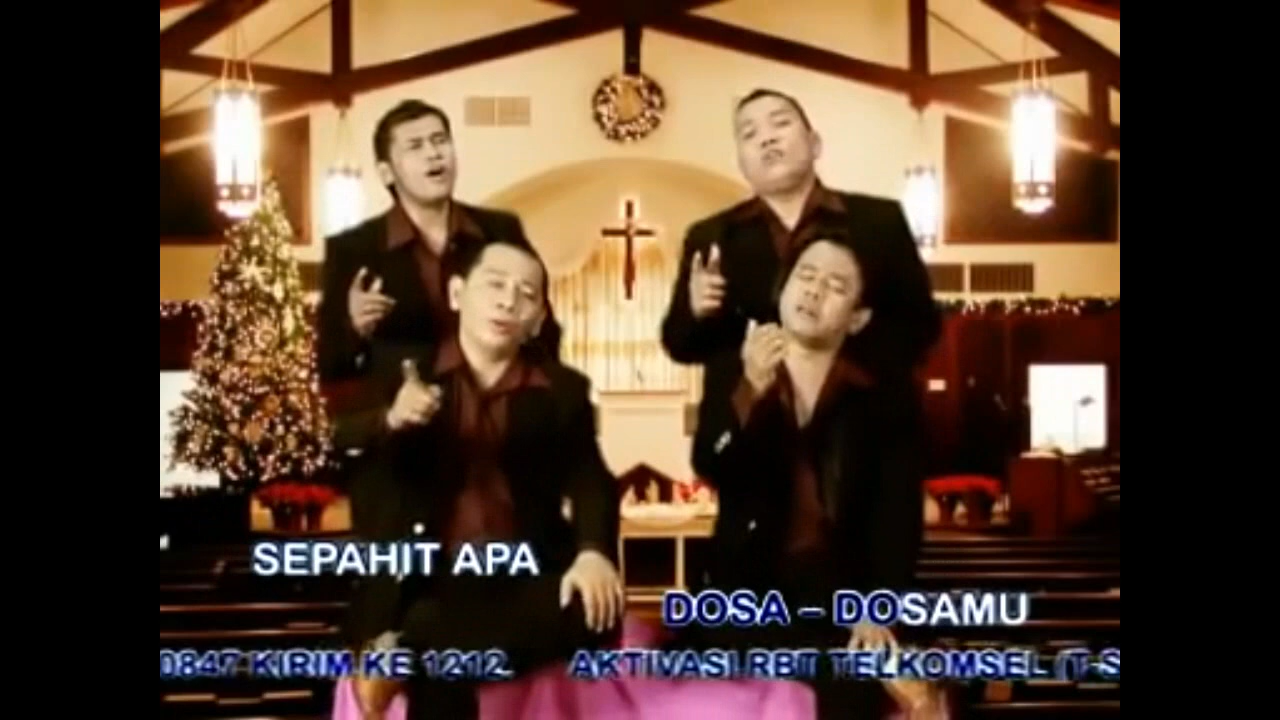 SEPAHIT APA
DOSA – DOSAMU
0847 KIRIM KE 1212. AKTIVASI RBT TELKOMSEL (T-S